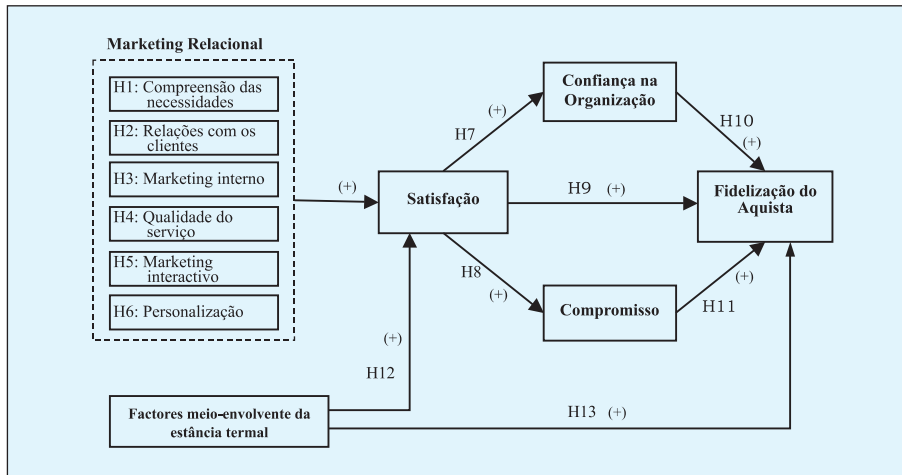 Marketing Relacional
H1: Compreensão das
necessidades
H2: Relações com os
clientes
H3: Marketing interno
H4: Qualidade do
serviço
H5: Marketing
interactivo
H6: Personalização
(+)
Satisfação
H7
(+)
Confiança na
Organização
H10
(+)
H9 (+)
Fidelização do
Aquista
H8
(+)
Compromisso
H11
(+)
(+)
H12
Factores meio-envolvente da
estância termal
H13 (+)